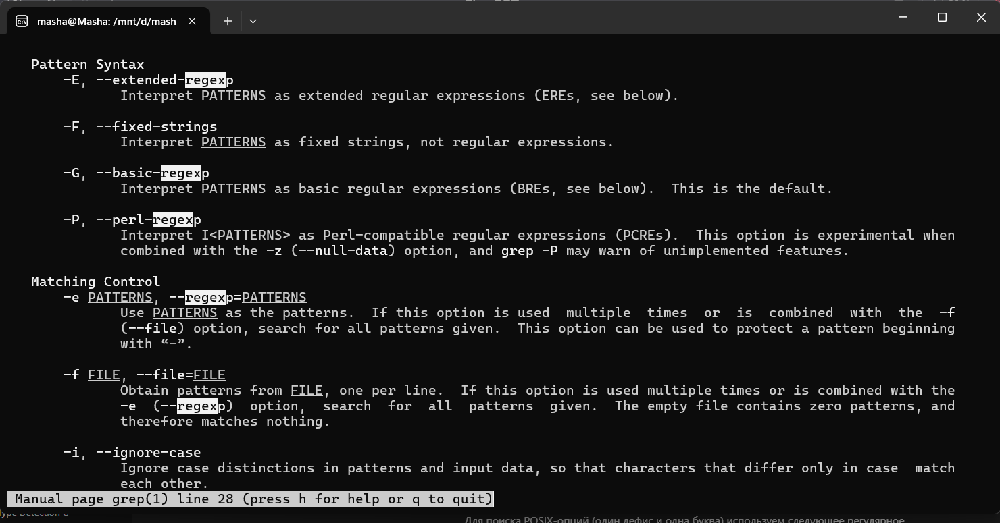 masha@Masha: /mnt/d/mash
Pattern Syntax
-E, --extended-regexp
Interpret PATTERNS as extended regular expressions (EREs, see below).
-F, --fixed-strings
Interpret PATTERNS as fixed strings, not regular expressions.
-G, --basic-regexp
Interpret PATTERNS as basic regular expressions (BREs, see below).  This is the default.
-P, --perl-regexp
Interpret I<PATTERNS> as Perl-compatible regular expressions (PCREs).  This option is experimental when
combined with the -z (--null-data) option, and grep -P may warn of unimplemented features.
Matching Control
-e PATTERNS, --regexp=PATTERNS
Use PATTERNS as the patterns.  If this option is used  multiple  times  or  is  combined  with  the  -f
(--file) option, search for all patterns given.  This option can be used to protect a pattern beginning
with “-”.
-f FILE, --file=FILE
Obtain patterns from FILE, one per line.  If this option is used multiple times or is combined with the
-e  (--regexp)  option,  search  for  all  patterns  given.  The empty file contains zero patterns, and
therefore matches nothing.
-i, --ignore-case
Ignore case distinctions in patterns and input data, so that characters that differ only in case  match
each other.
Manual page grep(1) line 28 (press h for help or q to quit)
Для поиска POSIX-опций (один дефис и одна буква) используем следующее регулярное